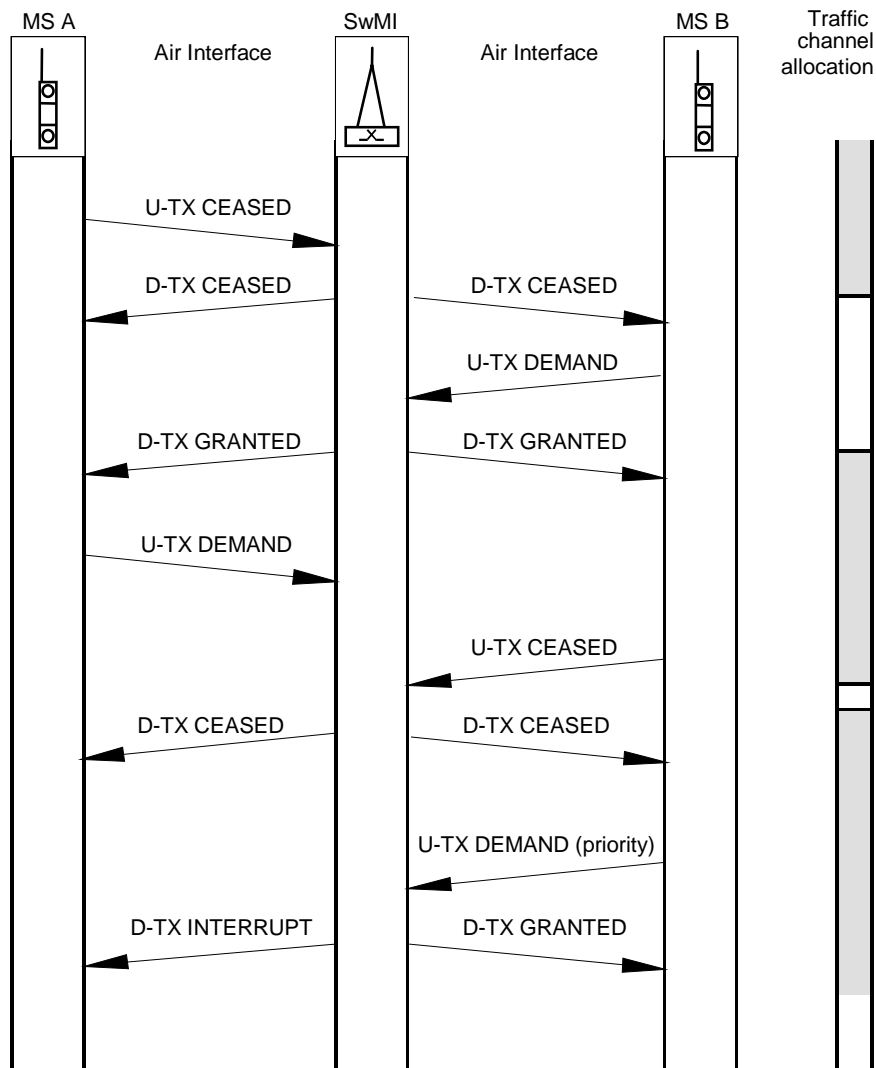 MS A
SwMI
MS B
Traffic
channel
allocation
Air Interface
Air Interface
U-TX CEASED
D-TX CEASED
D-TX CEASED
U-TX DEMAND
D-TX GRANTED
D-TX GRANTED
U-TX DEMAND
U-TX CEASED
D-TX CEASED
D-TX CEASED
U-TX DEMAND (priority)
D-TX INTERRUPT
D-TX GRANTED